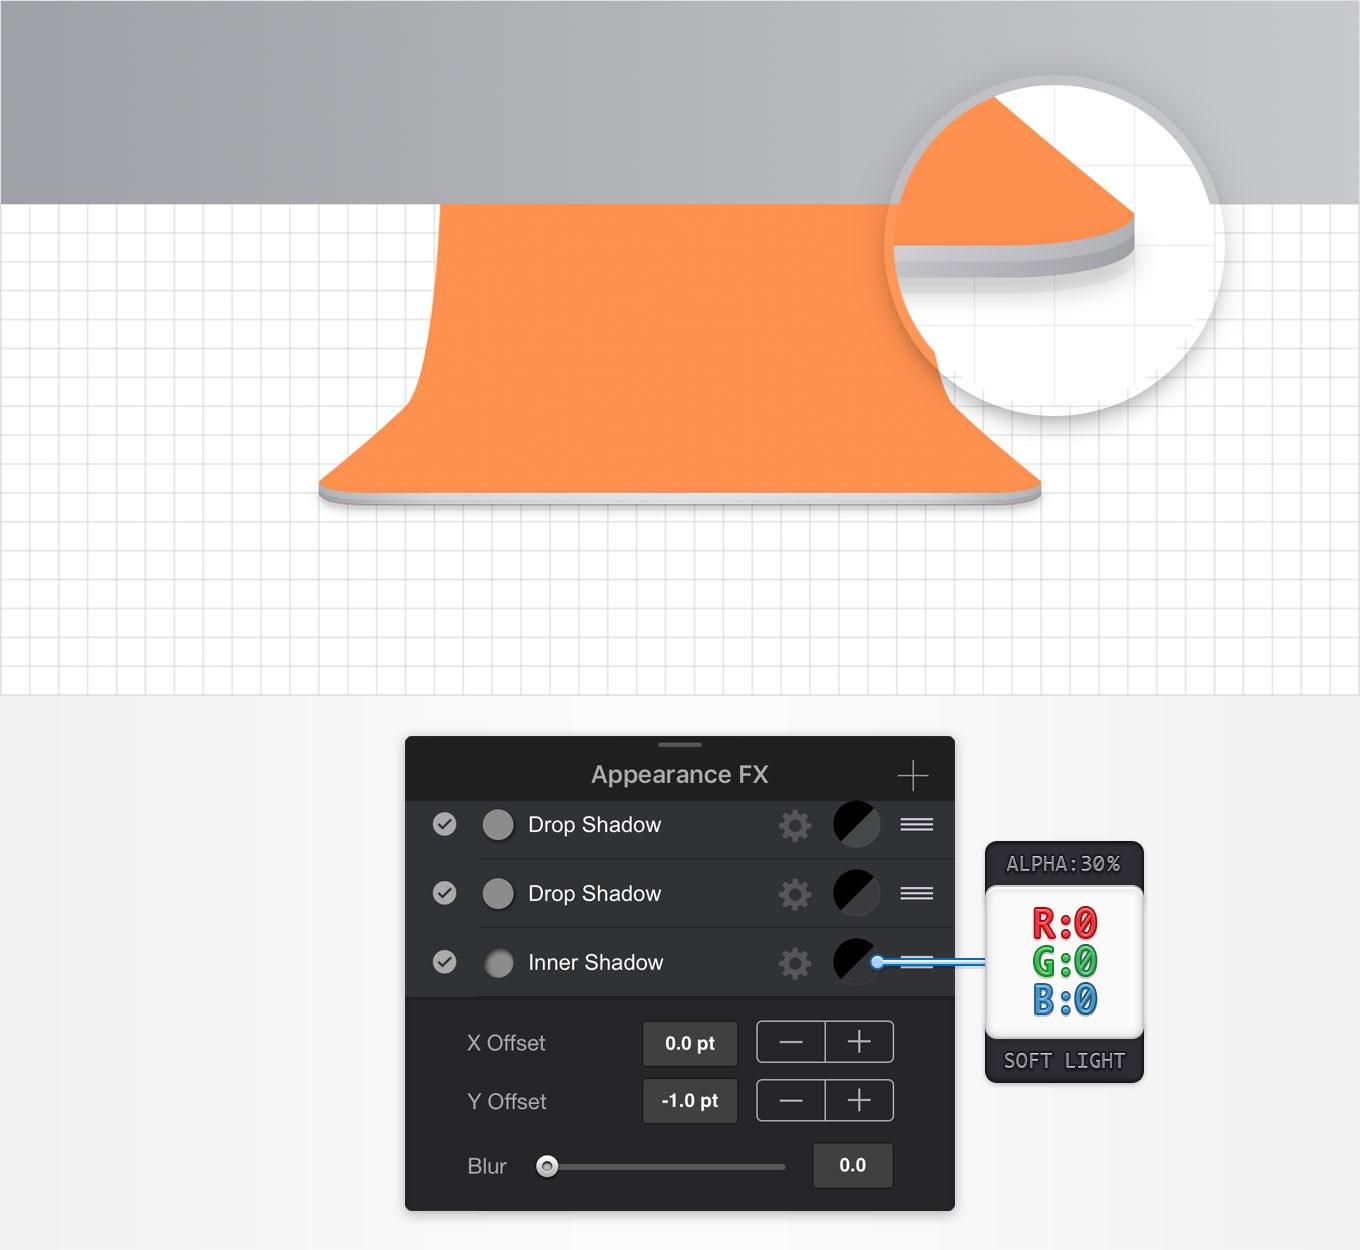 Appearance FX
Drop Shadow
Drop Shadow
Inner Shadow
X Offset 0.0 pt
Y Offset -1.0 pt
Blur 0.0
ALPHA:30%
R:0
G:0
B:0
SOFT LIGHT